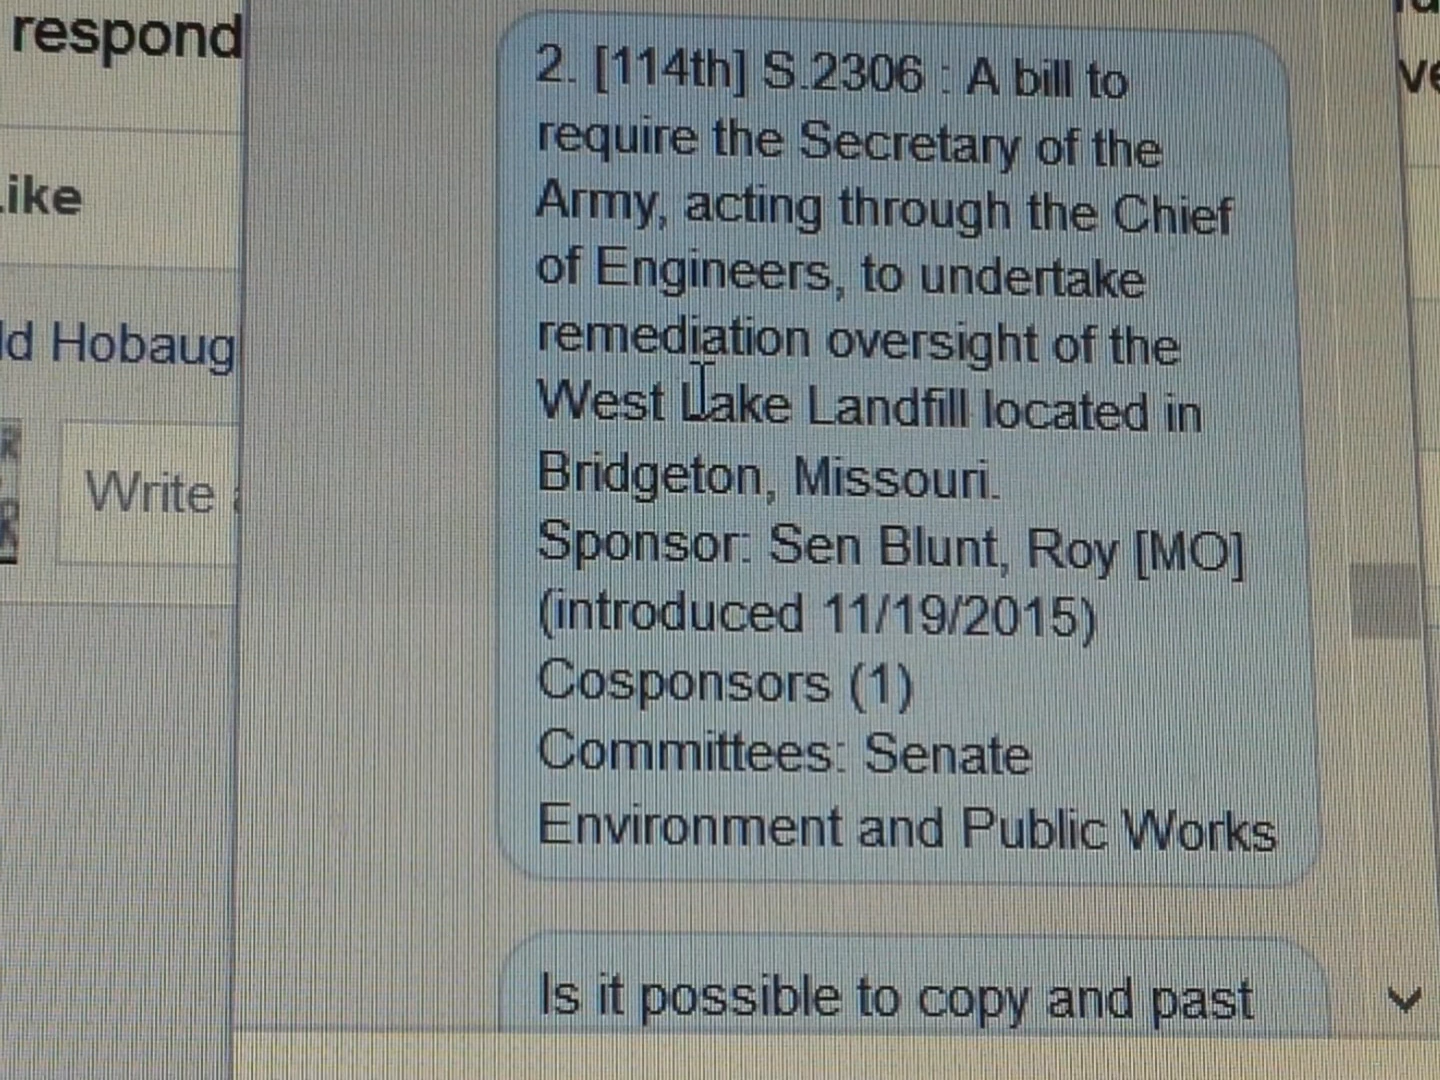 respond
Like
ld Hobaug
Write
2. [114th] S.2306 : A bill to
require the Secretary of the
Army, acting through the Chief
of Engineers, to undertake
remediation oversight of the
West Lake Landfill located in
Bridgeton, Missouri.
Sponsor: Sen Blunt, Roy [MO]
(introduced 11/19/2015)
Cosponsors (1)
Committees: Senate
Environment and Public Works
Is it possible to copy and past